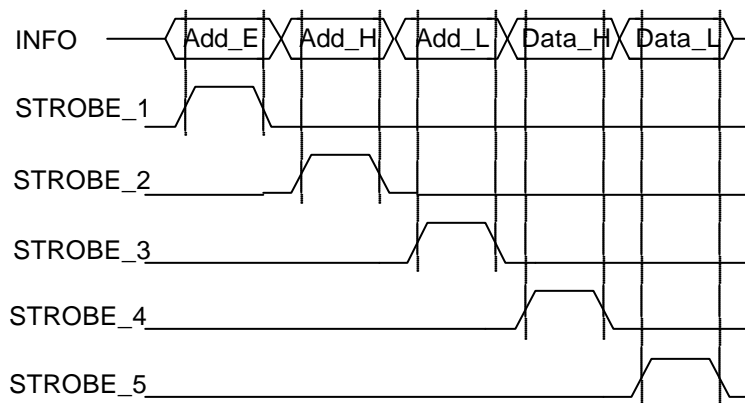 INFO Add_E Add_H Add_L Data_H Data_L
STROBE_1
STROBE_2
STROBE_3
STROBE_4
STROBE_5